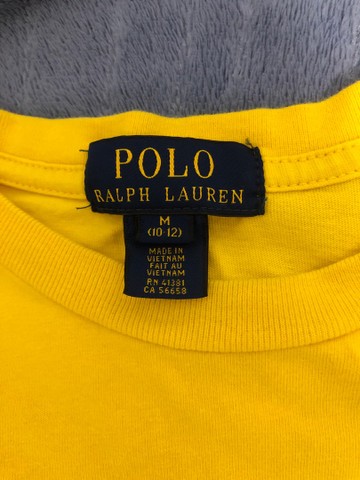 POLO
RALPH LAUREN
M
(10-12)
MADE IN
VIETNAM
FAIT AU
VIETNAM
RN 41381
CA 56658